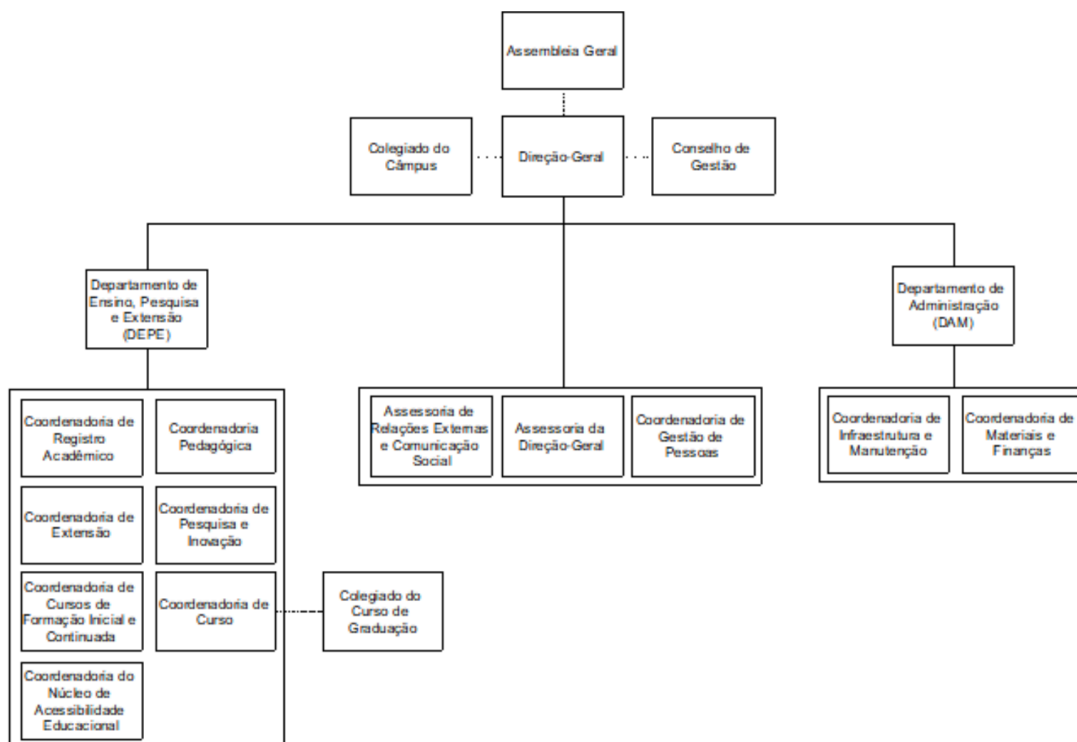 Assembleia Geral
Colegiado do
Câmpus
Direção-Geral
Conselho de
Gestão
Departamento de
Ensino, Pesquisa
e Extensão
(DEPE)
Departamento de
Administração
(DAM)
Coordenadoria de
Registro
Acadêmico
Coordenadoria
Pedagógica
Assessoria de
Relações Externas
e Comunicação
Social
Assessoria da
Direção-Geral
Coordenadoria de
Gestão de
Pessoas
Coordenadoria de
Infraestrutura e
Manutenção
Coordenadoria de
Materiais e
Finanças
Coordenadoria de
Extensão
Coordenadoria de
Pesquisa e
Inovação
Coordenadoria de
Cursos de
Formação Inicial e
Continuada
Coordenadoria de
Curso
Colegiado do
Curso de
Graduação
Coordenadoria do
Núcleo de
Acessibilidade
Educacional